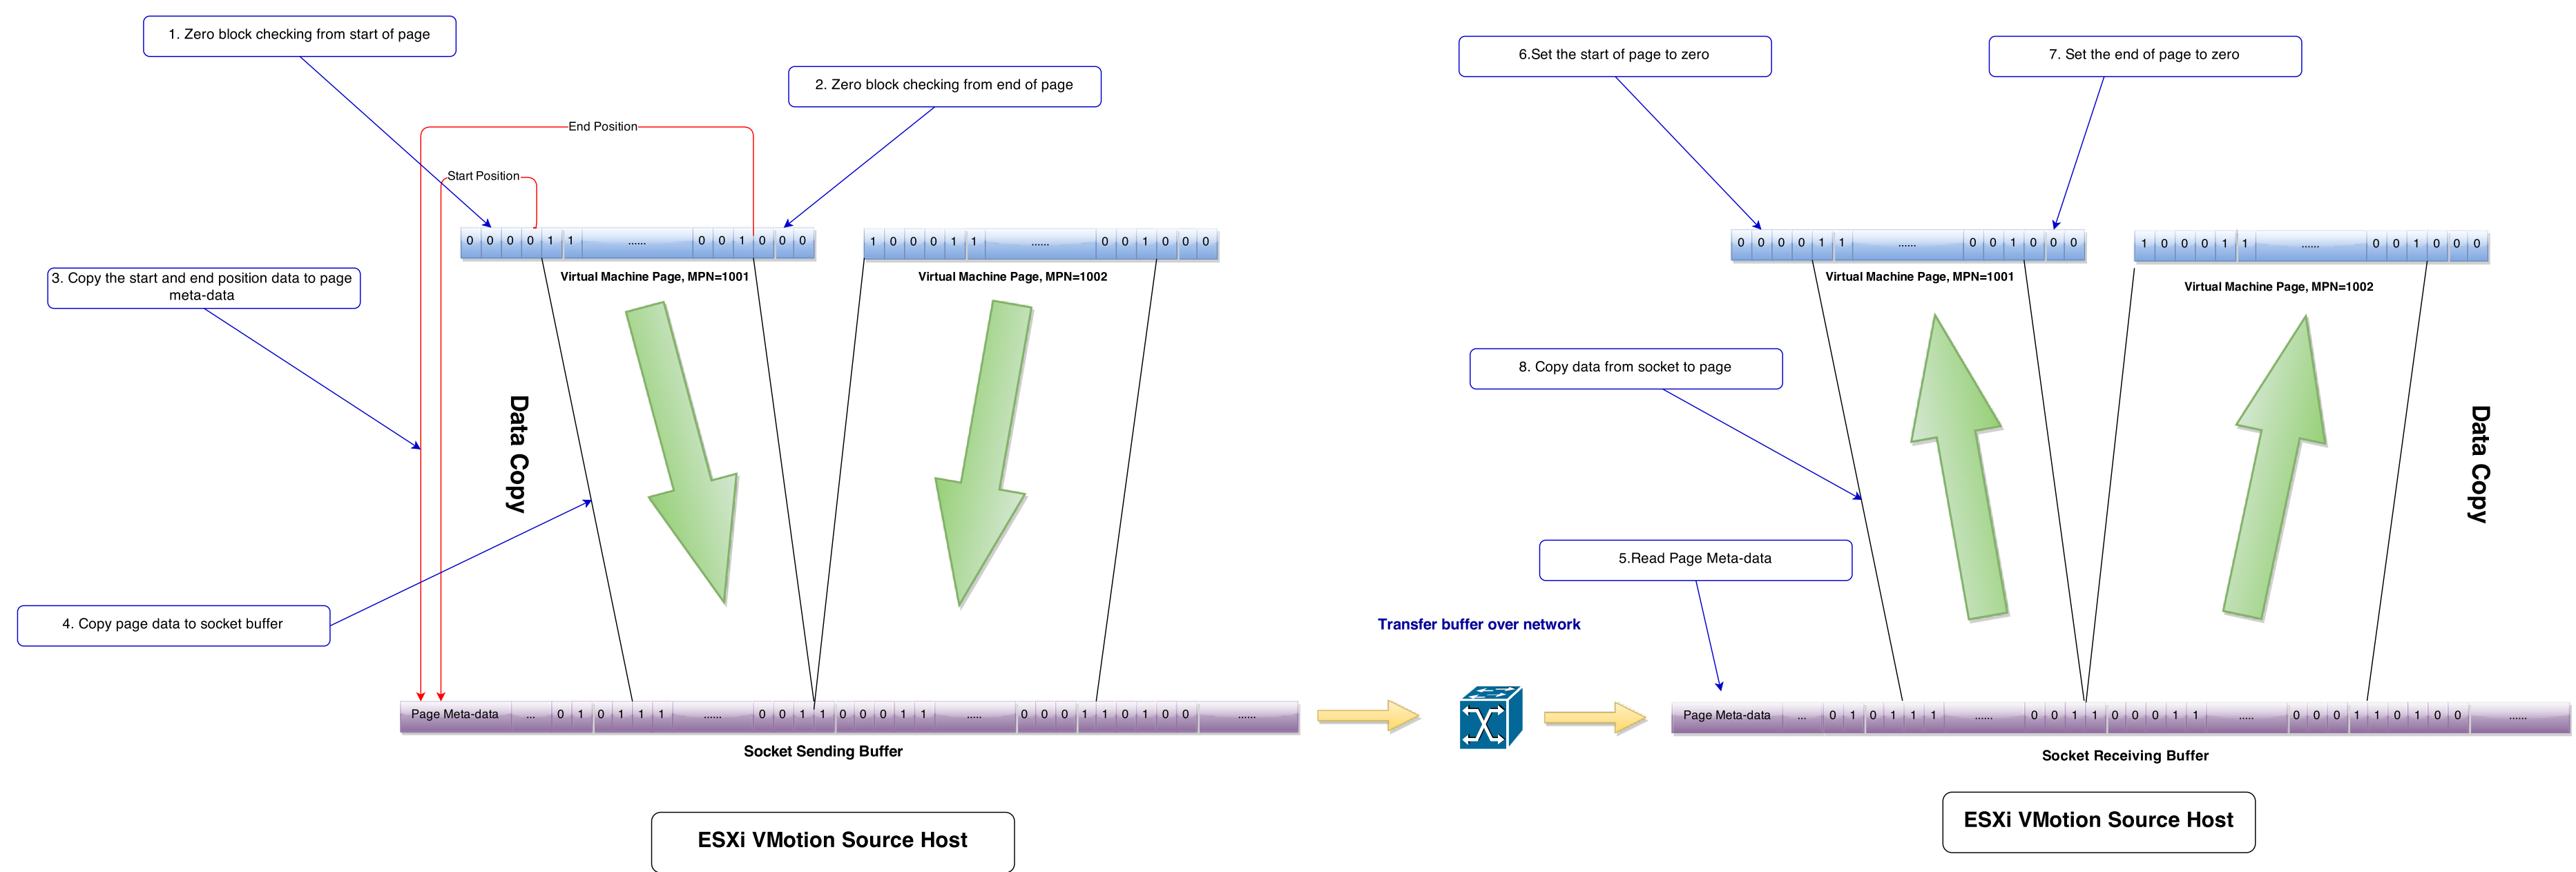 1. Zero block checking from start of page
6.Set the start of page to zero
7. Set the end of page to zero
2. Zero block checking from end of page
End Position
Start Position
0 0 0 0 1 1 ...... 0 0 1 0 0 0
1 0 0 0 1 1 ...... 0 0 1 0 0 0
0 0 0 0 1 1 ...... 0 0 1 0 0 0
1 0 0 0 1 1 ...... 0 0 1 0 0 0
Virtual Machine Page, MPN=1001
Virtual Machine Page, MPN=1002
Virtual Machine Page, MPN=1001
Virtual Machine Page, MPN=1002
3. Copy the start and end position data to page
meta-data
8. Copy data from socket to page
Data Copy
Data Copy
5.Read Page Meta-data
4. Copy page data to socket buffer
Transfer buffer over network
Page Meta-data ... 0 1 0 1 1 1 ...... 0 0 1 1 0 0 0 1 1 ..... 0 0 0 1 1 0 1 0 0 ......
Page Meta-data ... 0 1 0 1 1 1 ...... 0 0 1 1 0 0 0 1 1 ..... 0 0 0 1 1 0 1 0 0 ......
Socket Sending Buffer
Socket Receiving Buffer
ESXi VMotion Source Host
ESXi VMotion Source Host